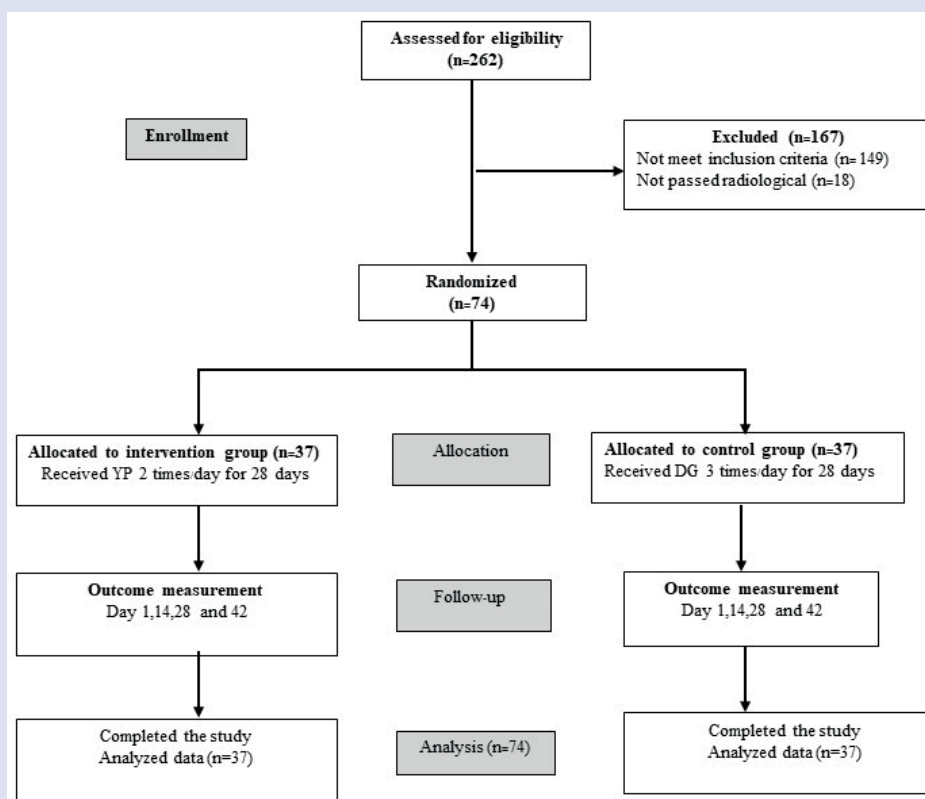 Assessed for eligibility
(n=262)
Enrollment
Excluded (n=167)
Not meet inclusion criteria (n=149)
Not passed radiological (n=18)
Randomized
(n=74)
Allocated to intervention group (n=37)
Received YP 2 times/day for 28 days
Allocation
Allocated to control group (n=37)
Received DG 3 times/day for 28 days
Outcome measurement
Day 1,14,28 and 42
Follow-up
Outcome measurement
Day 1,14,28 and 42
Completed the study
Analyzed data (n=37)
Analysis (n=74)
Completed the study
Analyzed data (n=37)